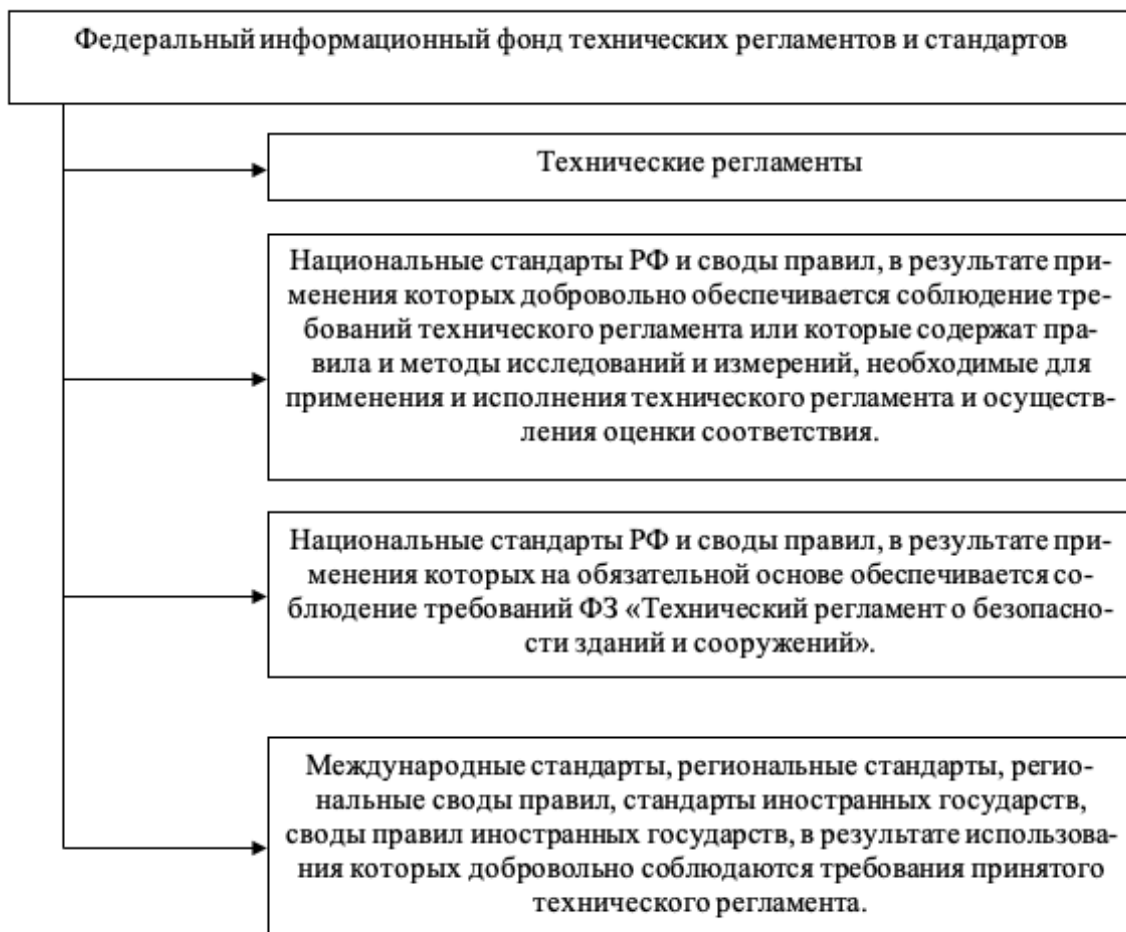 Федеральный информационный фонд технических регламентов и стандартов
Технические регламенты
Национальные стандарты РФ и своды правил, в результате при-
менения которых добровольно обеспечивается соблюдение тре-
бований технического регламента или которые содержат пра-
вила и методы исследований и измерений, необходимые для
применения и исполнения технического регламента и осуществ-
ления оценки соответствия.
Национальные стандарты РФ и своды правил, в результате при-
менения которых на обязательной основе обеспечивается со-
блюдение требований ФЗ «Технический регламент о безопасно-
сти зданий и сооружений».
Международные стандарты, региональные стандарты, регио-
нальные своды правил, стандарты иностранных государств,
своды правил иностранных государств, в результате использова-
ния которых добровольно соблюдаются требования принятого
технического регламента.